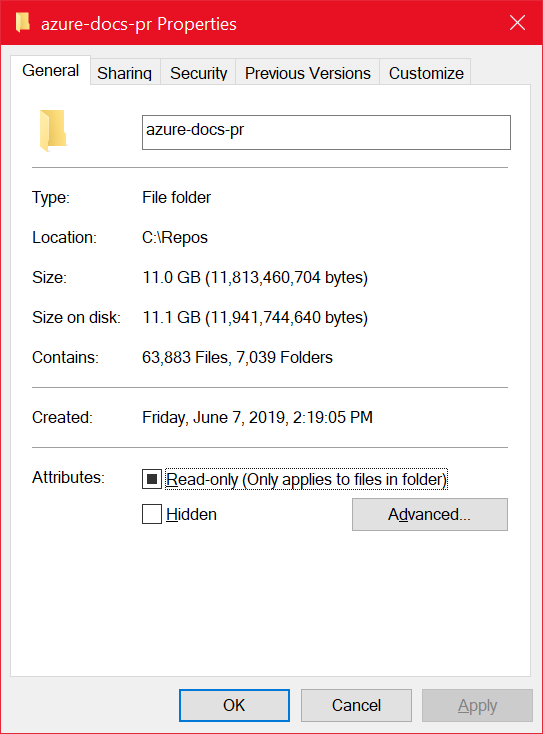 azure-docs-pr Properties
General Sharing Security Previous Versions Customize
azure-docs-pr
Type: File folder
Location: C:\Repos
Size: 11.0 GB (11,813,460,704 bytes)
Size on disk: 11.1 GB (11,941,744,640 bytes)
Contains: 63,883 Files, 7,039 Folders
Created: Friday, June 7, 2019, 2:19:05 PM
Attributes: Read-only (Only applies to files in folder)
Hidden Advanced...
OK Cancel Apply